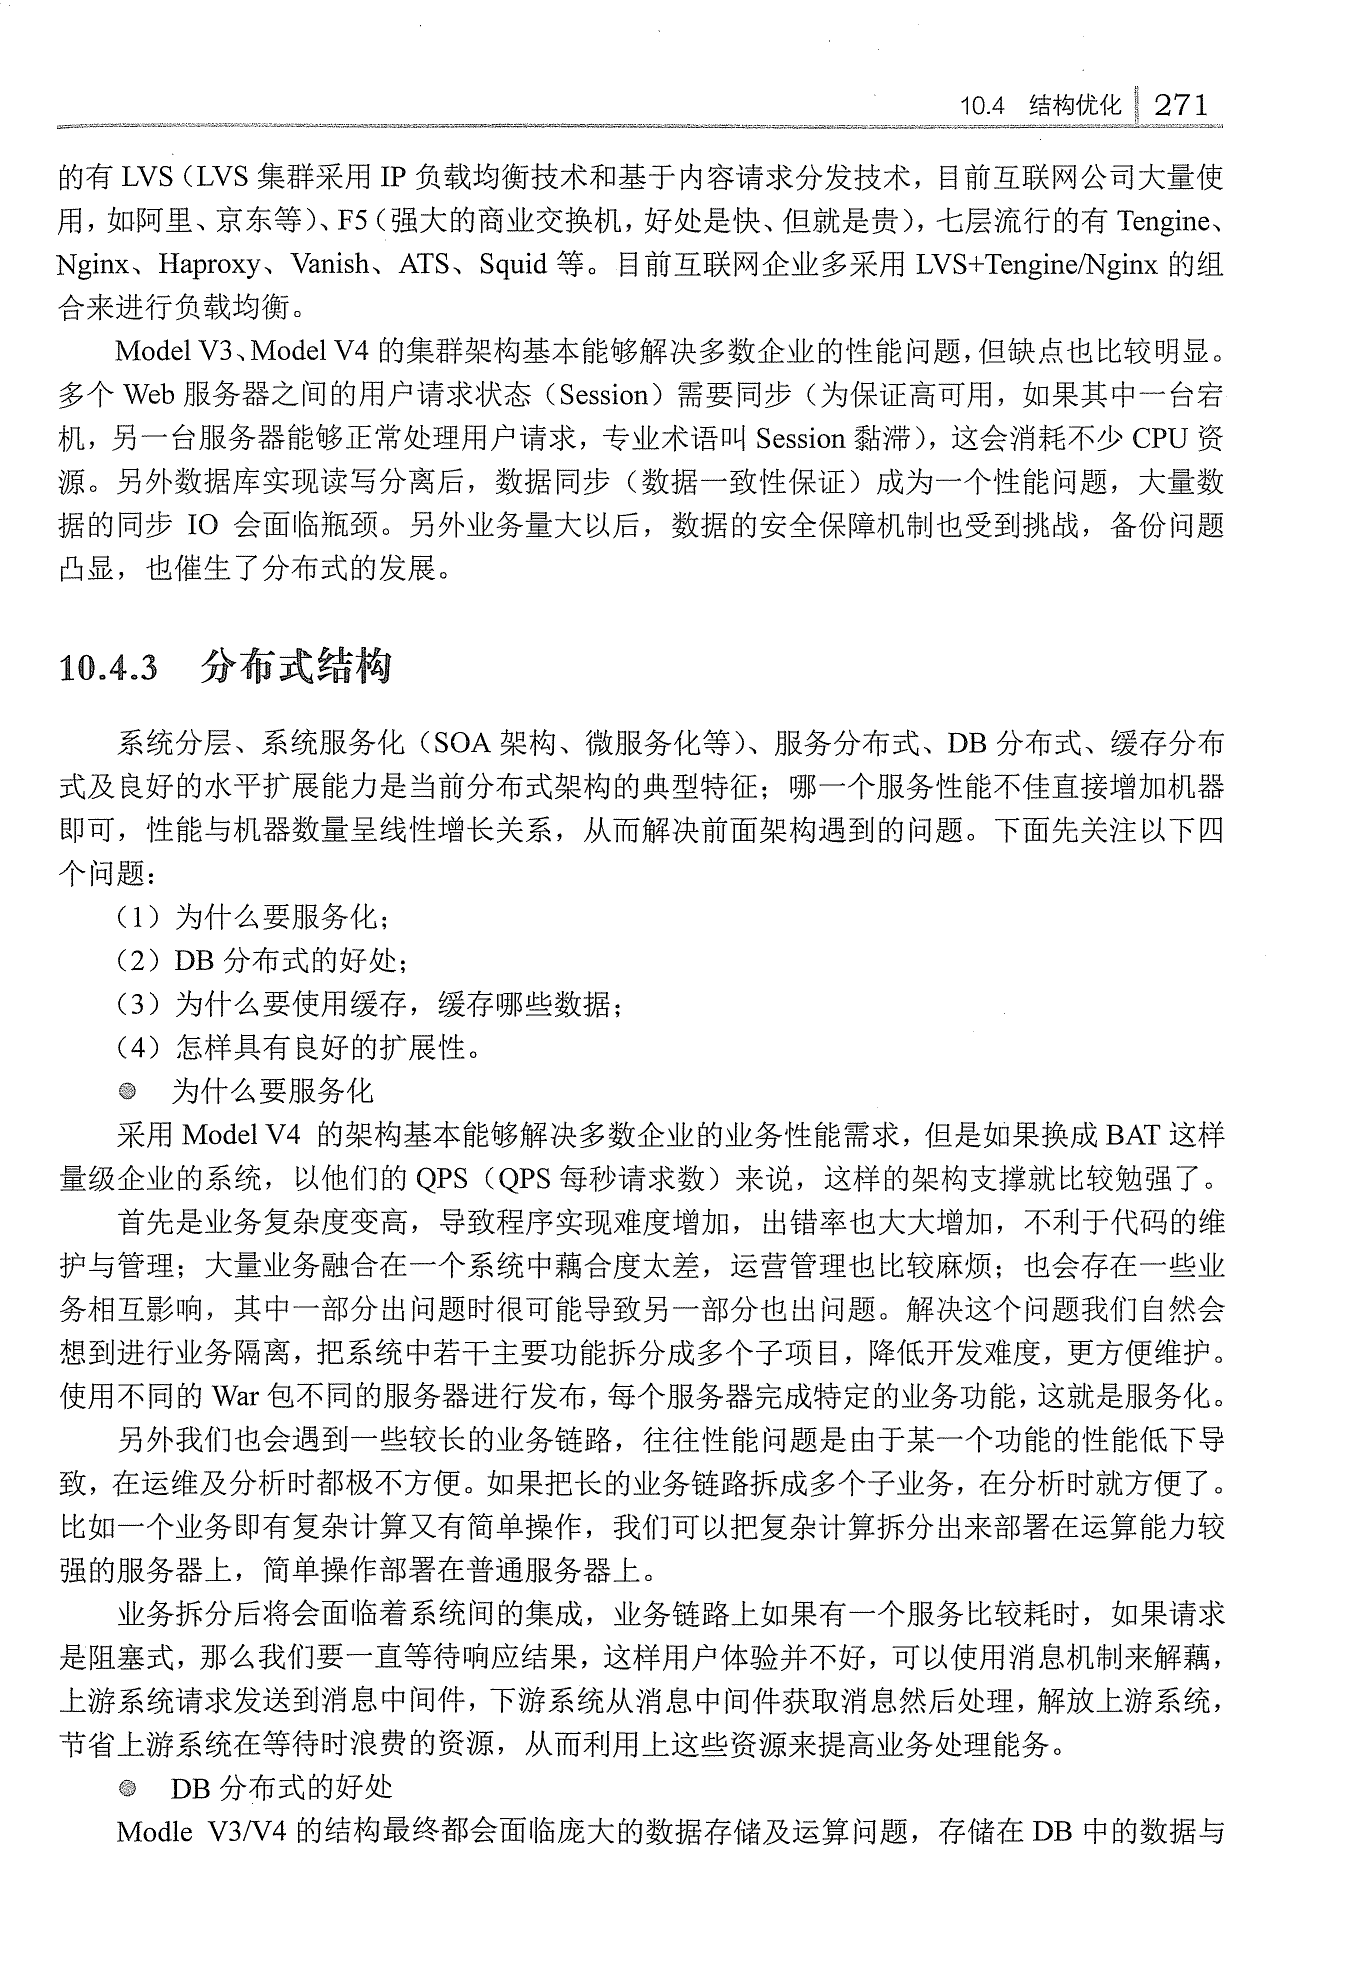 10.4 结构优化 271
的有 LVS（LVS 集群采用 IP 负载均衡技术和基于内容请求分发技术，目前互联网公司大量使
用，如阿里、京东等）、F5（强大的商业交换机，好处是快、但就是贵），七层流行的有 Tengine、
Nginx、Haproxy、Vanish、ATS、Squid 等。目前互联网企业多采用 LVS+Tengine/Nginx 的组
合来进行负载均衡。
Model V3、Model V4 的集群架构基本能够解决多数企业的性能问题，但缺点也比较明显。
多个 Web 服务器之间的用户请求状态（Session）需要同步（为保证高可用，如果其中一台宕
机，另一台服务器能够正常处理用户请求，专业术语叫 Session 黏滞），这会消耗不少 CPU 资
源。另外数据库实现读写分离后，数据同步（数据一致性保证）成为一个性能问题，大量数
据的同步 IO 会面临瓶颈。另外业务量大以后，数据的安全保障机制也受到挑战，备份问题
凸显，也催生了分布式的发展。
10.4.3 分布式结构
系统分层、系统服务化（SOA 架构、微服务化等）、服务分布式、DB 分布式、缓存分布
式及良好的水平扩展能力是当前分布式架构的典型特征；哪一个服务性能不佳直接增加机器
即可，性能与机器数量呈线性增长关系，从而解决前面架构遇到的问题。下面先关注以下四
个问题：
（1）为什么要服务化；
（2）DB 分布式的好处；
（3）为什么要使用缓存，缓存哪些数据；
（4）怎样具有良好的扩展性。
● 为什么要服务化
采用 Model V4 的架构基本能够解决多数企业的业务性能需求，但是如果换成 BAT 这样
量级企业的系统，以他们的 QPS（QPS 每秒请求数）来说，这样的架构支撑就比较勉强了。
首先是业务复杂度变高，导致程序实现难度增加，出错率也大大增加，不利于代码的维
护与管理；大量业务融合在一个系统中藕合度太差，运营管理也比较麻烦；也会存在一些业
务相互影响，其中一部分出问题时很可能导致另一部分也出问题。解决这个问题我们自然会
想到进行业务隔离，把系统中若干主要功能拆分成多个子项目，降低开发难度，更方便维护。
使用不同的 War 包不同的服务器进行发布，每个服务器完成特定的业务功能，这就是服务化。
另外我们也会遇到一些较长的业务链路，往往性能问题是由于某一个功能的性能低下导
致，在运维及分析时都极不方便。如果把长的业务链路拆成多个子业务，在分析时就方便了。
比如一个业务即有复杂计算又有简单操作，我们可以把复杂计算拆分出来部署在运算能力较
强的服务器上，简单操作部署在普通服务器上。
业务拆分后将会面临着系统间的集成，业务链路上如果有一个服务比较耗时，如果请求
是阻塞式，那么我们要一直等待响应结果，这样用户体验并不好，可以使用消息机制来解藕，
上游系统请求发送到消息中间件，下游系统从消息中间件获取消息然后处理，解放上游系统，
节省上游系统在等待时浪费的资源，从而利用上这些资源来提高业务处理能务。
● DB 分布式的好处
Modle V3/V4 的结构最终都会面临庞大的数据存储及运算问题，存储在 DB 中的数据与